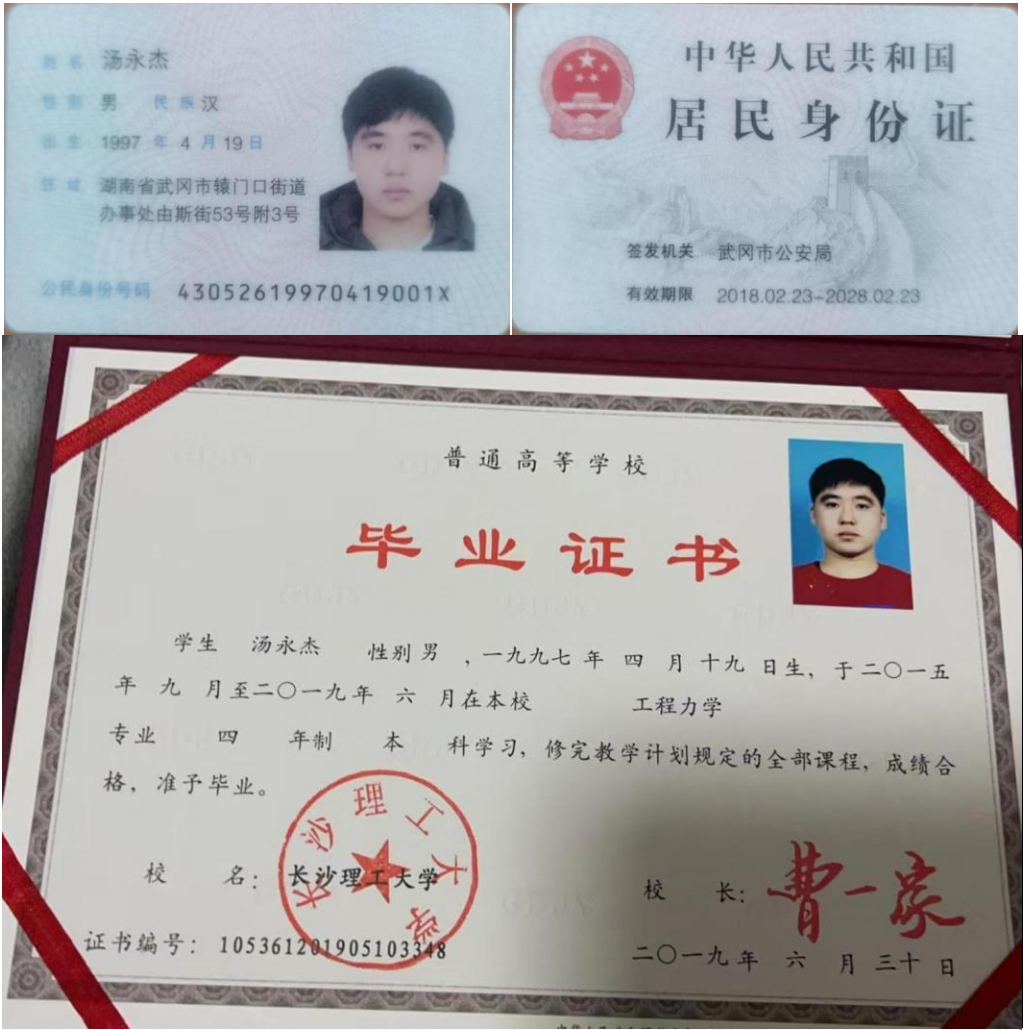 姓名 汤永杰
性别 男 民族 汉
出生 1997 年 4 月 19 日
住址 湖南省武冈市辕门口街道
办事处由斯街53号附3号
公民身份号码 43052619970419001X
中华人民共和国
居民身份证
签发机关 武冈市公安局
有效期限 2018.02.23-2028.02.23
普通高等学校
毕业证书
学生 汤永杰 性别 男 ,一九九七 年 四 月 十九 日生,于二〇一五
年 九 月至二〇一九年 六 月在本校 工程力学
专业 四 年制 本 科学习,修完教学计划规定的全部课程,成绩合
格,准予毕业。
长沙理工大学
校 名: 长沙理工大学
校 长: 曹一家
证书编号: 105361201905103348
二〇一九 年 六 月 三十 日